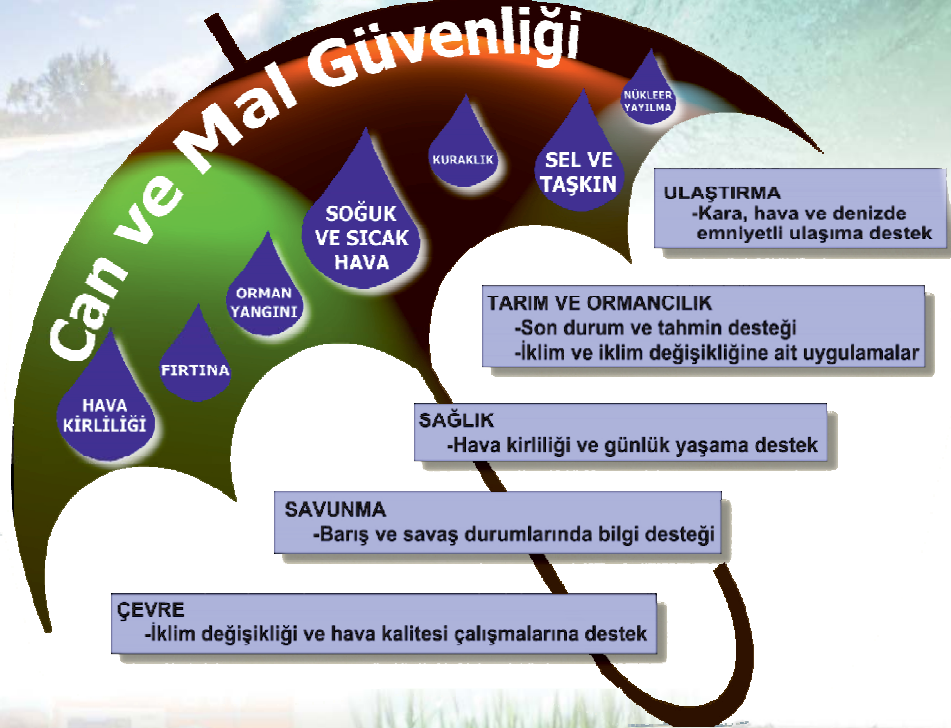 Can ve Mal Güvenliği
NÜKLEER
YAYILMA
KURAKLIK
SEL VE
TAŞKIN
SOĞUK
VE SICAK
HAVA
ORMAN
YANGINI
FIRTINA
HAVA
KİRLİLİĞİ
ULAŞTIRMA
-Kara, hava ve denizde
emniyetli ulaşıma destek
TARIM VE ORMANCILIK
-Son durum ve tahmin desteği
-İklim ve iklim değişikliğine ait uygulamalar
SAĞLIK
-Hava kirliliği ve günlük yaşama destek
SAVUNMA
-Barış ve savaş durumlarında bilgi desteği
ÇEVRE
-İklim değişikliği ve hava kalitesi çalışmalarına destek